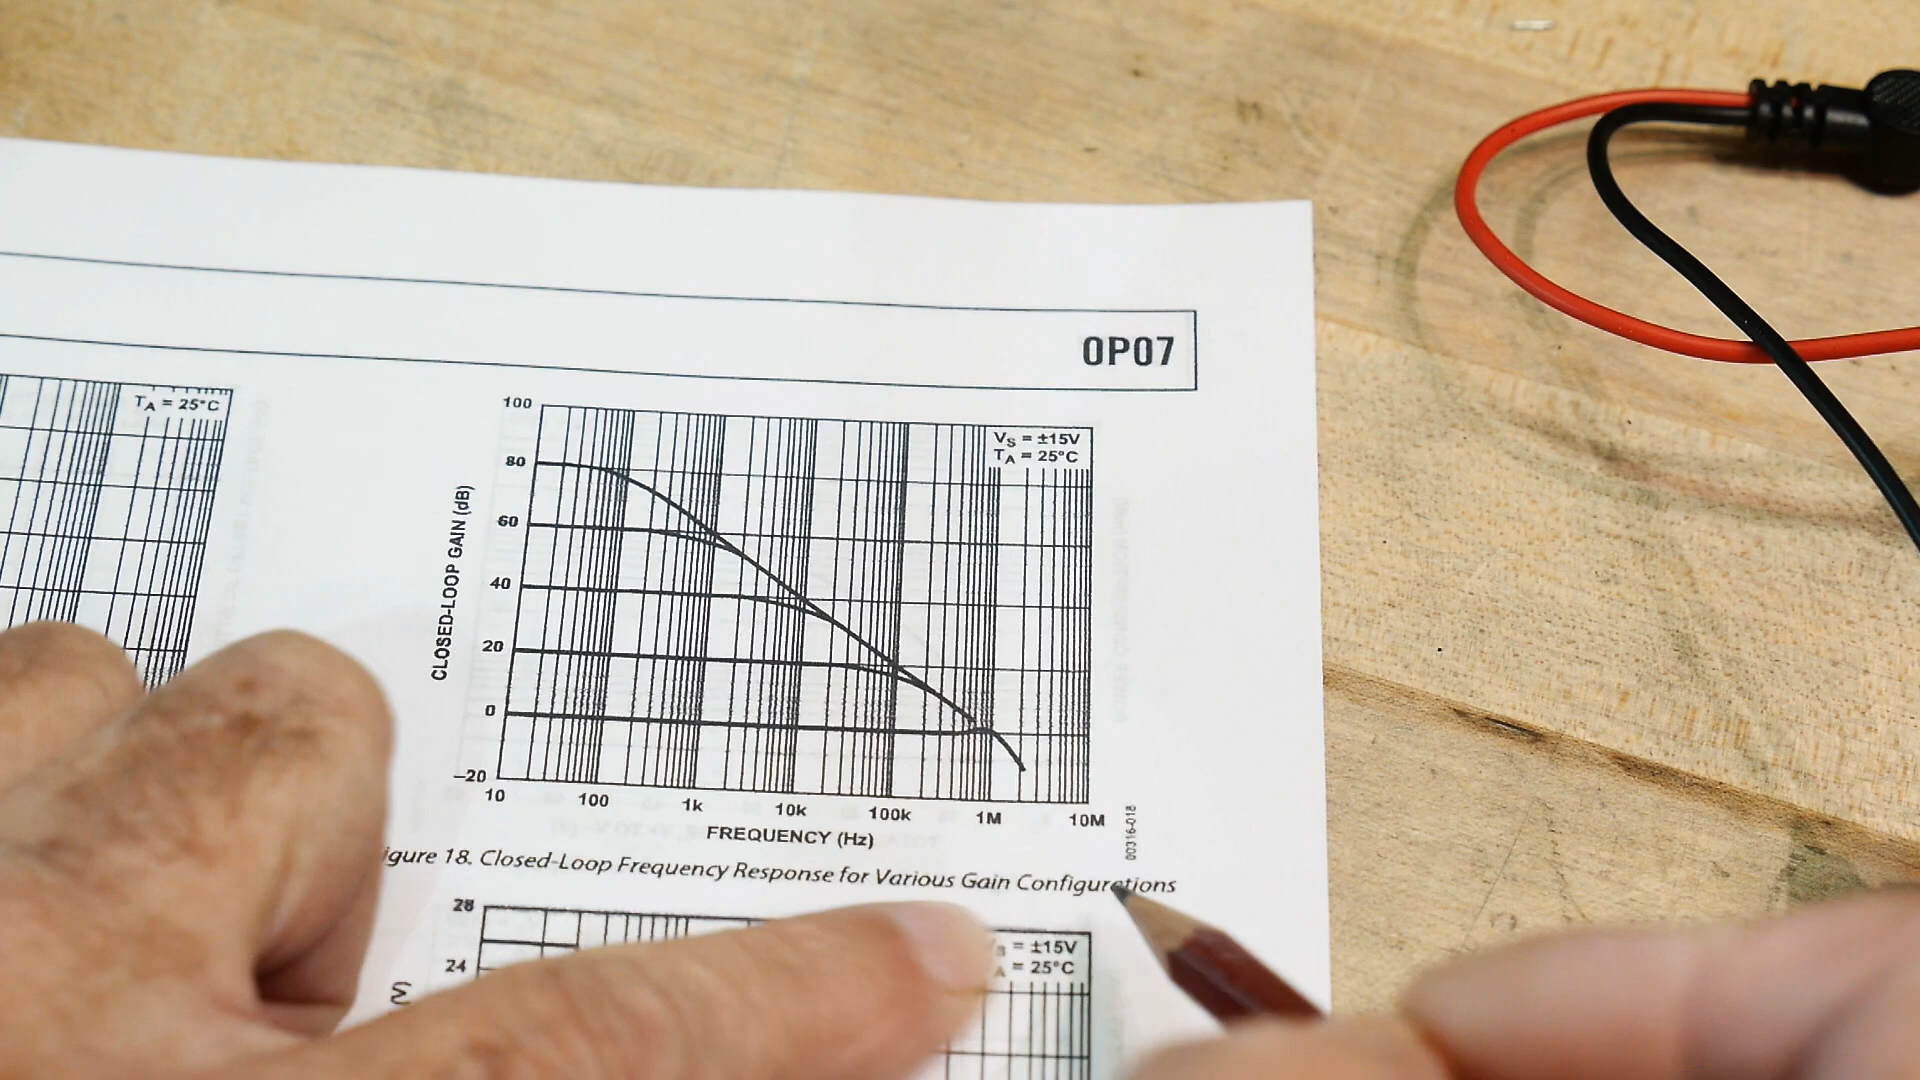 OP07
TA = 25°C
100
80
60
40
20
0
–20
CLOSED-LOOP GAIN (dB)
VS = ±15V
TA = 25°C
10 100 1k 10k 100k 1M 10M
FREQUENCY (Hz)
00316-018
igure 18. Closed-Loop Frequency Response for Various Gain Configurations
28
24
S = ±15V
A = 25°C